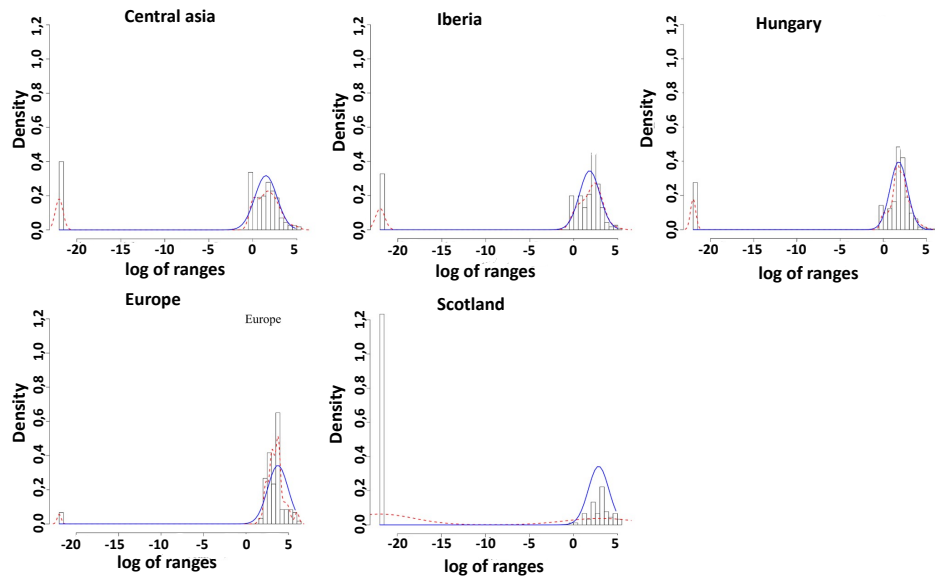 Central asia
Iberia
Hungary
Density
0,0 0,2 0,4 0,6 0,8 1,0 1,2
-20 -15 -10 -5 0 5
log of ranges
Density
0,0 0,2 0,4 0,6 0,8 1,0 1,2
-20 -15 -10 -5 0 5
log of ranges
Density
0,0 0,2 0,4 0,6 0,8 1,0 1,2
-20 -15 -10 -5 0 5
log of ranges
Europe
Scotland
Europe
Density
0,0 0,2 0,4 0,6 0,8 1,0 1,2
-20 -15 -10 -5 0 5
log of ranges
Density
0,0 0,2 0,4 0,6 0,8 1,0 1,2
-20 -15 -10 -5 0 5
log of ranges